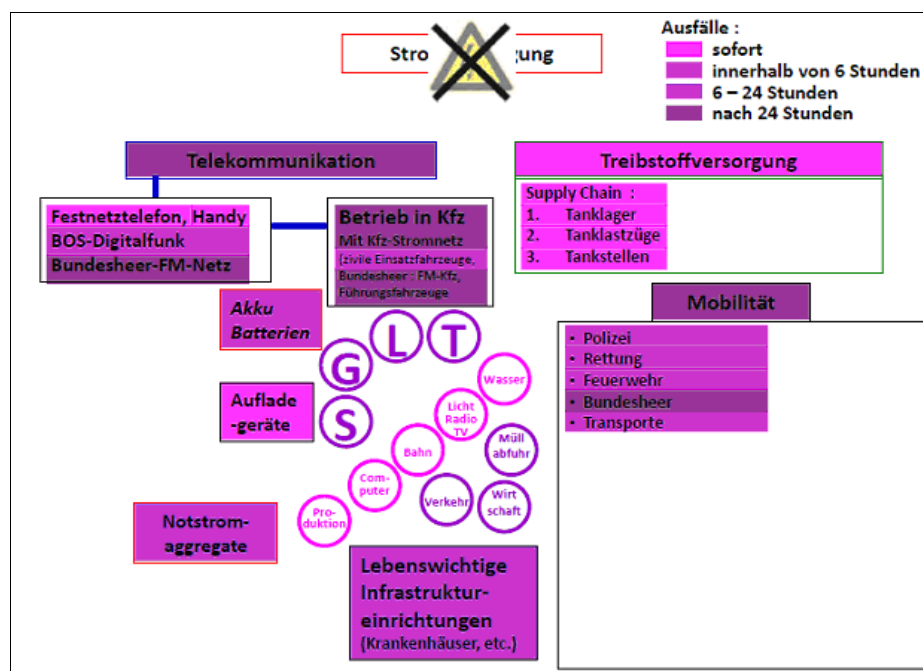 Stro gung
Ausfälle :
sofort
innerhalb von 6 Stunden
6 – 24 Stunden
nach 24 Stunden
Telekommunikation
Festnetztelefon, Handy
BOS-Digitalfunk
Bundesheer-FM-Netz
Betrieb in Kfz
Mit Kfz-Stromnetz
(zivile Einsatzfahrzeuge,
Bundesheer : FM-Kfz,
Führungsfahrzeuge
Treibstoffversorgung
Supply Chain :
1. Tanklager
2. Tanklastzüge
3. Tankstellen
Mobilität
• Polizei
• Rettung
• Feuerwehr
• Bundesheer
• Transporte
Akku
Batterien
Auflade
-geräte
Notstrom-
aggregate
S
G
L
T
Wasser
Licht
Radio
TV
Bahn
Com-
puter
Pro-
duktion
Müll
abfuhr
Verkehr
Wirt
schaft
Lebenswichtige
Infrastruktur-
einrichtungen
(Krankenhäuser, etc.)